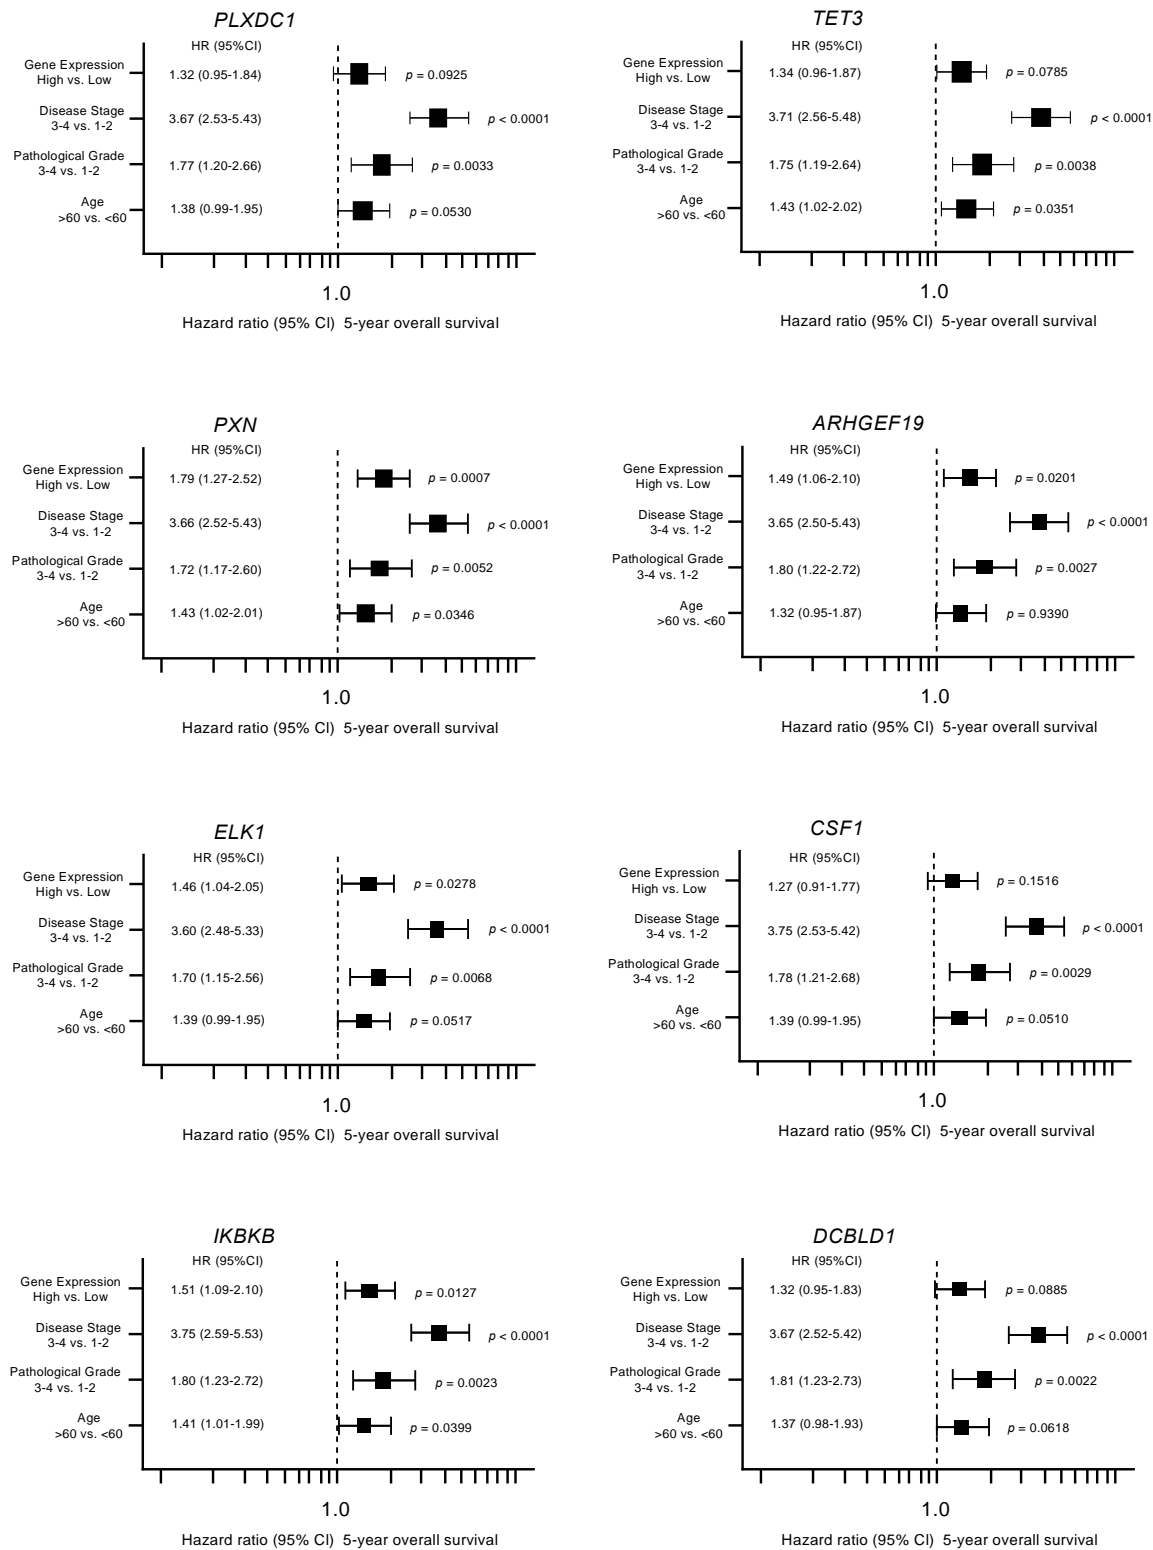 PLXDC1
HR (95%CI)
Gene Expression
High vs. Low
1.32 (0.95-1.84)
p = 0.0925
Disease Stage
3-4 vs. 1-2
3.67 (2.53-5.43)
p < 0.0001
Pathological Grade
3-4 vs. 1-2
1.77 (1.20-2.66)
p = 0.0033
Age
>60 vs. <60
1.38 (0.99-1.95)
p = 0.0530
1.0
Hazard ratio (95% CI) 5-year overall survival
TET3
HR (95%CI)
Gene Expression
High vs. Low
1.34 (0.96-1.87)
p = 0.0785
Disease Stage
3-4 vs. 1-2
3.71 (2.56-5.48)
p < 0.0001
Pathological Grade
3-4 vs. 1-2
1.75 (1.19-2.64)
p = 0.0038
Age
>60 vs. <60
1.43 (1.02-2.02)
p = 0.0351
1.0
Hazard ratio (95% CI) 5-year overall survival
PXN
HR (95%CI)
Gene Expression
High vs. Low
1.79 (1.27-2.52)
p = 0.0007
Disease Stage
3-4 vs. 1-2
3.66 (2.52-5.43)
p < 0.0001
Pathological Grade
3-4 vs. 1-2
1.72 (1.17-2.60)
p = 0.0052
Age
>60 vs. <60
1.43 (1.02-2.01)
p = 0.0346
1.0
Hazard ratio (95% CI) 5-year overall survival
ARHGEF19
HR (95%CI)
Gene Expression
High vs. Low
1.49 (1.06-2.10)
p = 0.0201
Disease Stage
3-4 vs. 1-2
3.65 (2.50-5.43)
p < 0.0001
Pathological Grade
3-4 vs. 1-2
1.80 (1.22-2.72)
p = 0.0027
Age
>60 vs. <60
1.32 (0.95-1.87)
p = 0.9390
1.0
Hazard ratio (95% CI) 5-year overall survival
ELK1
HR (95%CI)
Gene Expression
High vs. Low
1.46 (1.04-2.05)
p = 0.0278
Disease Stage
3-4 vs. 1-2
3.60 (2.48-5.33)
p < 0.0001
Pathological Grade
3-4 vs. 1-2
1.70 (1.15-2.56)
p = 0.0068
Age
>60 vs. <60
1.39 (0.99-1.95)
p = 0.0517
1.0
Hazard ratio (95% CI) 5-year overall survival
CSF1
HR (95%CI)
Gene Expression
High vs. Low
1.27 (0.91-1.77)
p = 0.1516
Disease Stage
3-4 vs. 1-2
3.75 (2.53-5.42)
p < 0.0001
Pathological Grade
3-4 vs. 1-2
1.78 (1.21-2.68)
p = 0.0029
Age
>60 vs. <60
1.39 (0.99-1.95)
p = 0.0510
1.0
Hazard ratio (95% CI) 5-year overall survival
IKBKB
HR (95%CI)
Gene Expression
High vs. Low
1.51 (1.09-2.10)
p = 0.0127
Disease Stage
3-4 vs. 1-2
3.75 (2.59-5.53)
p < 0.0001
Pathological Grade
3-4 vs. 1-2
1.80 (1.23-2.72)
p = 0.0023
Age
>60 vs. <60
1.41 (1.01-1.99)
p = 0.0399
1.0
Hazard ratio (95% CI) 5-year overall survival
DCBLD1
HR (95%CI)
Gene Expression
High vs. Low
1.32 (0.95-1.83)
p = 0.0885
Disease Stage
3-4 vs. 1-2
3.67 (2.52-5.42)
p < 0.0001
Pathological Grade
3-4 vs. 1-2
1.81 (1.23-2.73)
p = 0.0022
Age
>60 vs. <60
1.37 (0.98-1.93)
p = 0.0618
1.0
Hazard ratio (95% CI) 5-year overall survival